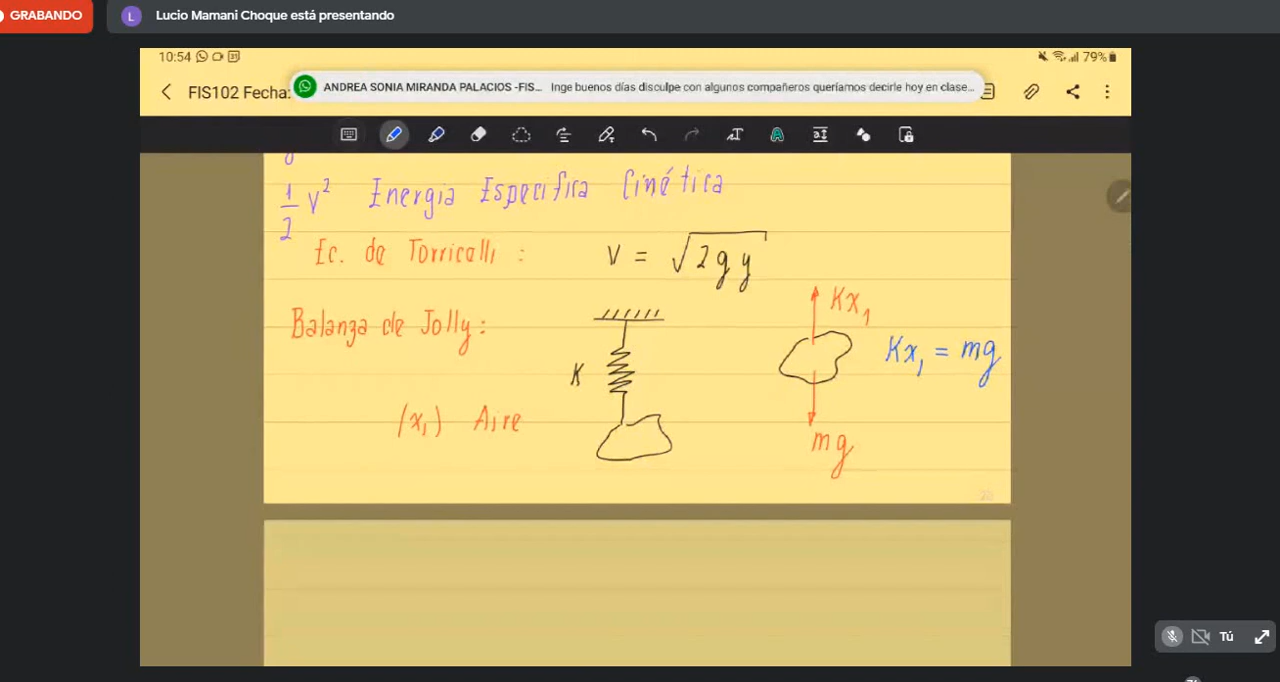 GRABANDO
L Lucio Mamani Choque está presentando
10:54 31 79%
FIS102 Fecha:
ANDREA SONIA MIRANDA PALACIOS -FIS... Inge buenos días disculpe con algunos compañeros queríamos decirle hoy en clase...
1/2 V² Energia Especifica Cinética
Ec. de Torricalli : V = √2gy
Balanza de Jolly:
K
(x₁) Aire
Kx₁
Kx₁ = mg
mg
Tú